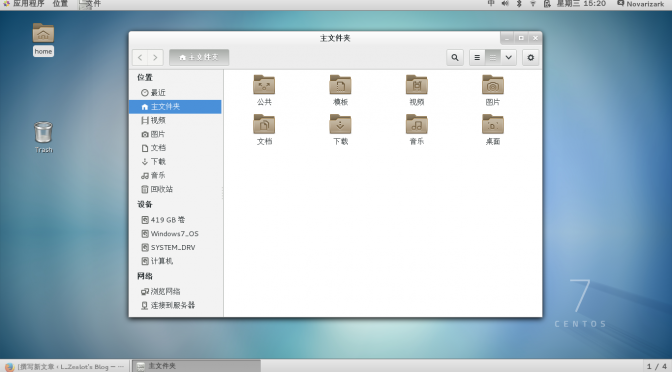 应用程序 位置 文件
中 星期三 15:20 Novarizark
home
Trash
主文件夹
主文件夹
位置
最近
主文件夹
视频
图片
文档
下载
音乐
回收站
设备
419 GB 卷
Windows7_OS
SYSTEM_DRV
计算机
网络
浏览网络
连接到服务器
公共 模板 视频 图片
文档 下载 音乐 桌面
7
CENTOS
[撰写新文章 ‹ L_Zealot's Blog — ···
主文件夹
1 / 4